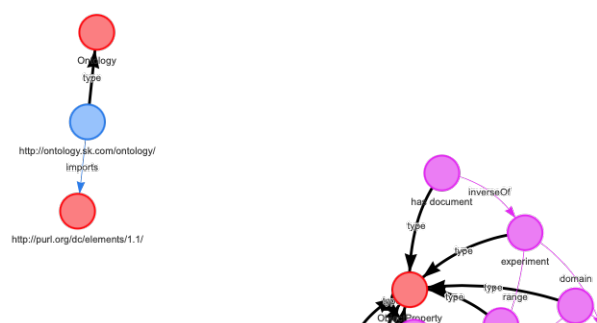 Ontology
type
http://ontology.sk.com/ontology/
imports
http://purl.org/dc/elements/1.1/
has document
inverseOf
type
type
experiment
domain
type
type
range